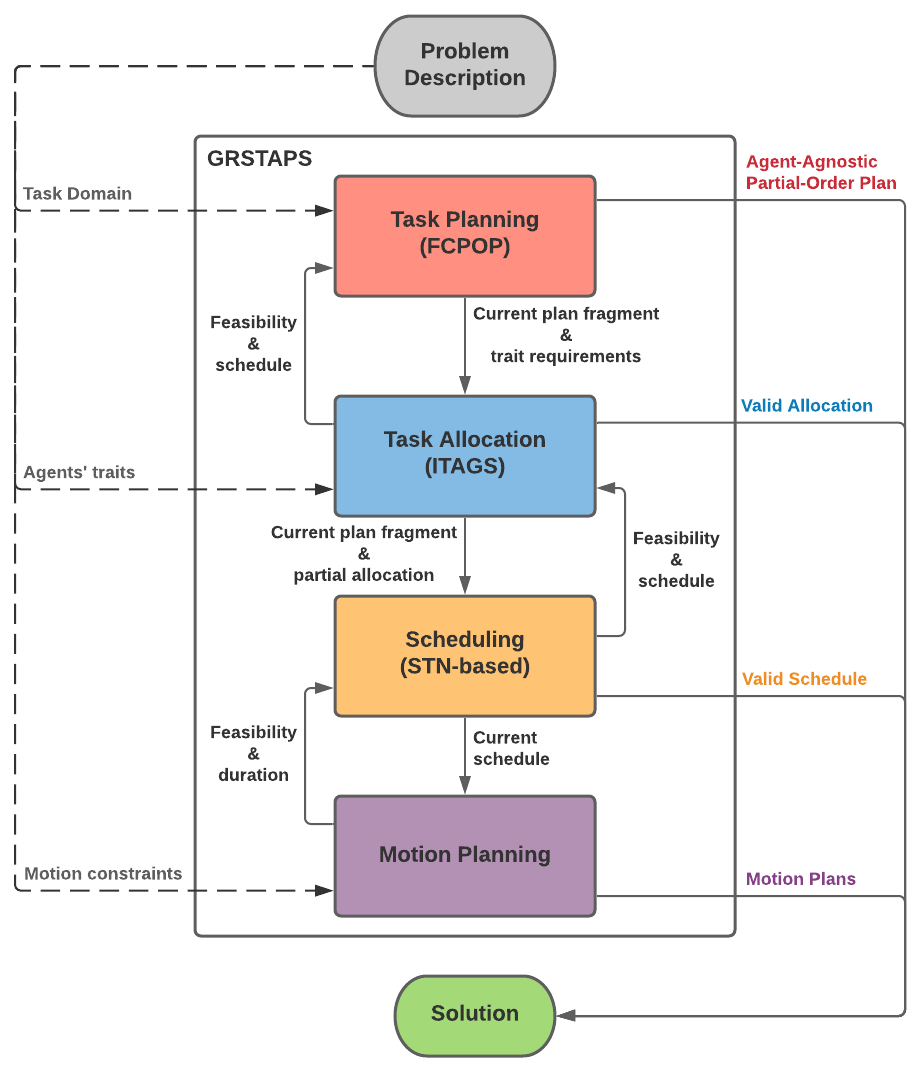 Problem
Description
GRSTAPS
Agent-Agnostic
Partial-Order Plan
Task Domain
Task Planning
(FCPOP)
Feasibility
&
schedule
Current plan fragment
&
trait requirements
Valid Allocation
Task Allocation
(ITAGS)
Agents' traits
Current plan fragment
&
partial allocation
Feasibility
&
schedule
Scheduling
(STN-based)
Valid Schedule
Feasibility
&
duration
Current
schedule
Motion Planning
Motion constraints
Motion Plans
Solution